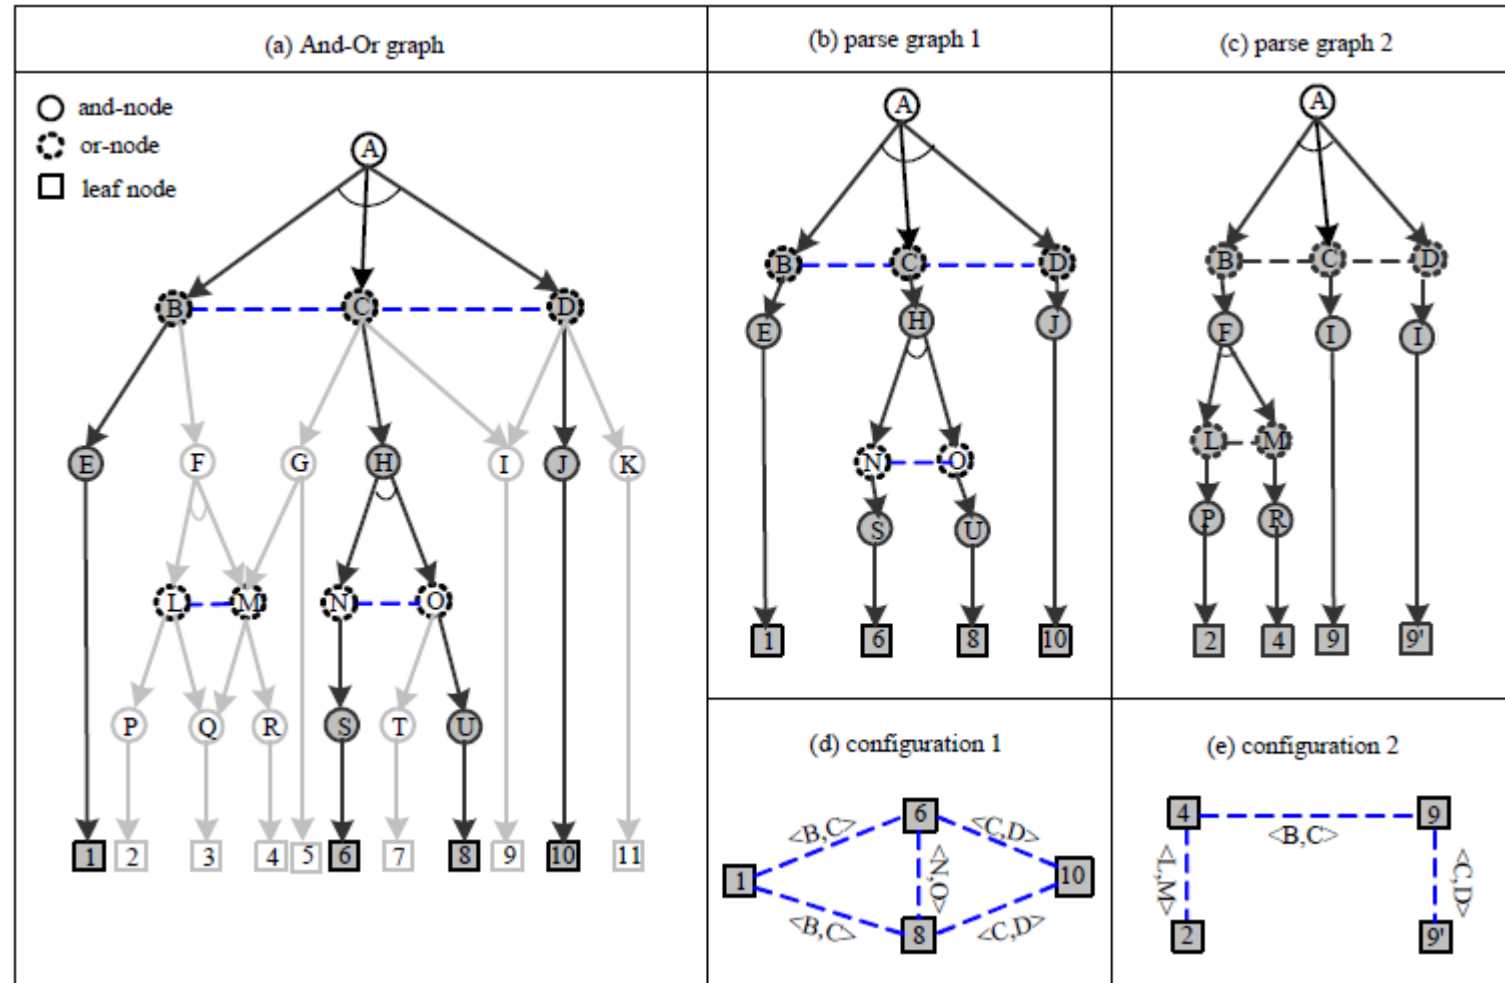 (a) And-Or graph
and-node
or-node
leaf node
A
B C D
E F G H I J K
L M N O
P Q R S T U
1 2 3 4 5 6 7 8 9 10 11
(b) parse graph 1
A
B C D
E H J
N O
S U
1 6 8 10
(c) parse graph 2
A
B C D
F I I
L M
P R
2 4 9 9'
(d) configuration 1
6
<B,C> <C,D>
1 <N,O> 10
<B,C> <C,D>
8
(e) configuration 2
4 9
<B,C>
<L,M> <C,D>
2 9'